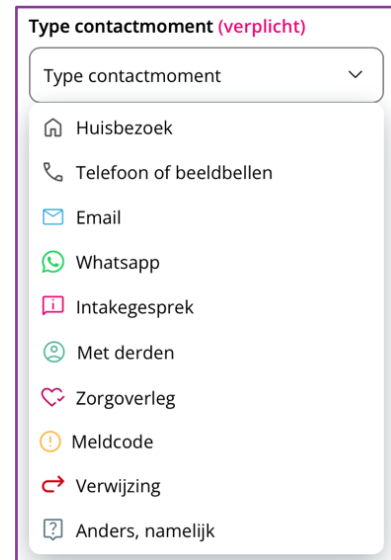 Type contactmoment (verplicht)
Type contactmoment
Huisbezoek
Telefoon of beeldbellen
Email
Whatsapp
Intakegesprek
Met derden
Zorgoverleg
Meldcode
Verwijzing
Anders, namelijk